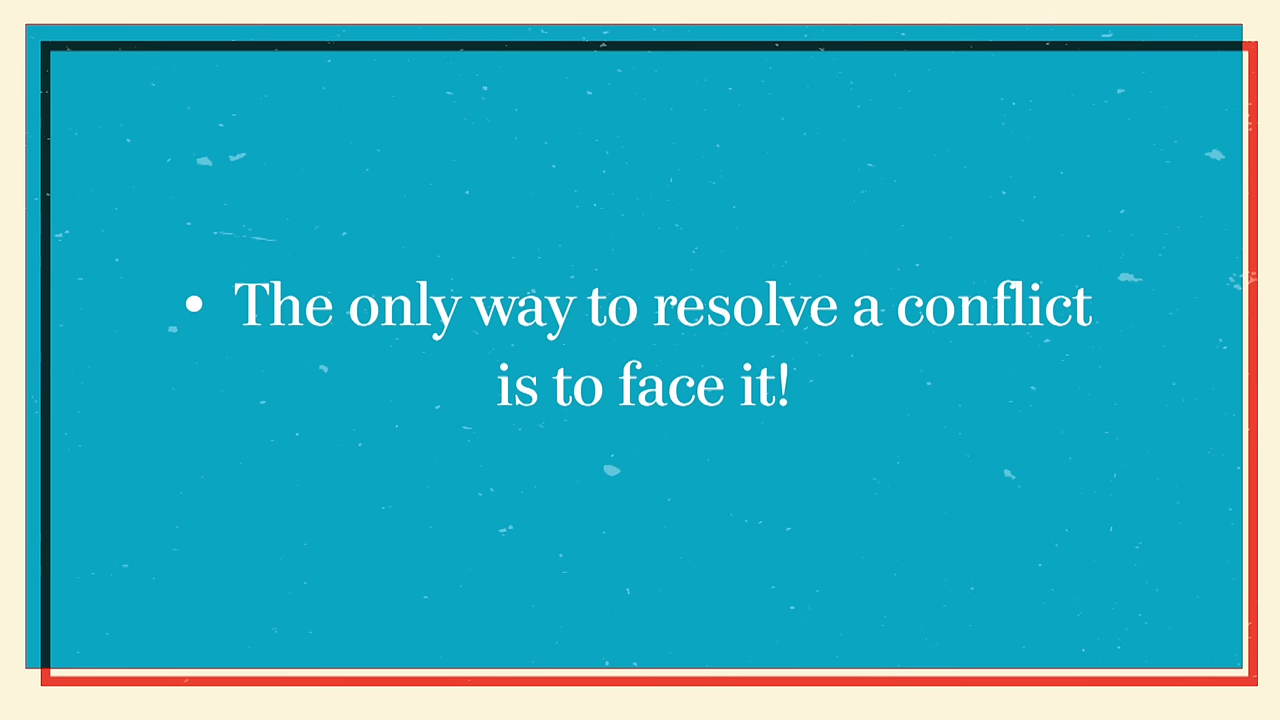 • The only way to resolve a conflict
is to face it!